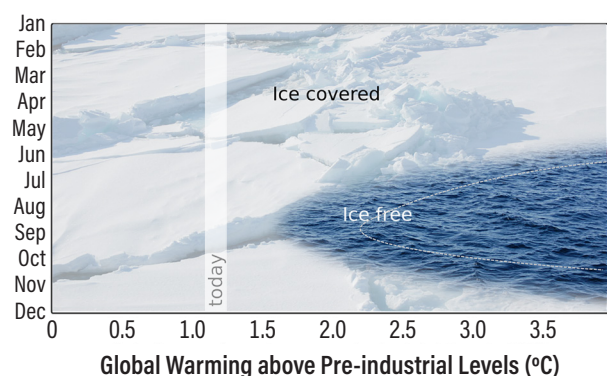 Jan
Feb
Mar
Apr
May
Jun
Jul
Aug
Sep
Oct
Nov
Dec
Ice covered
Ice free
today
0 0.5 1.0 1.5 2.0 2.5 3.0 3.5
Global Warming above Pre-industrial Levels (ºC)